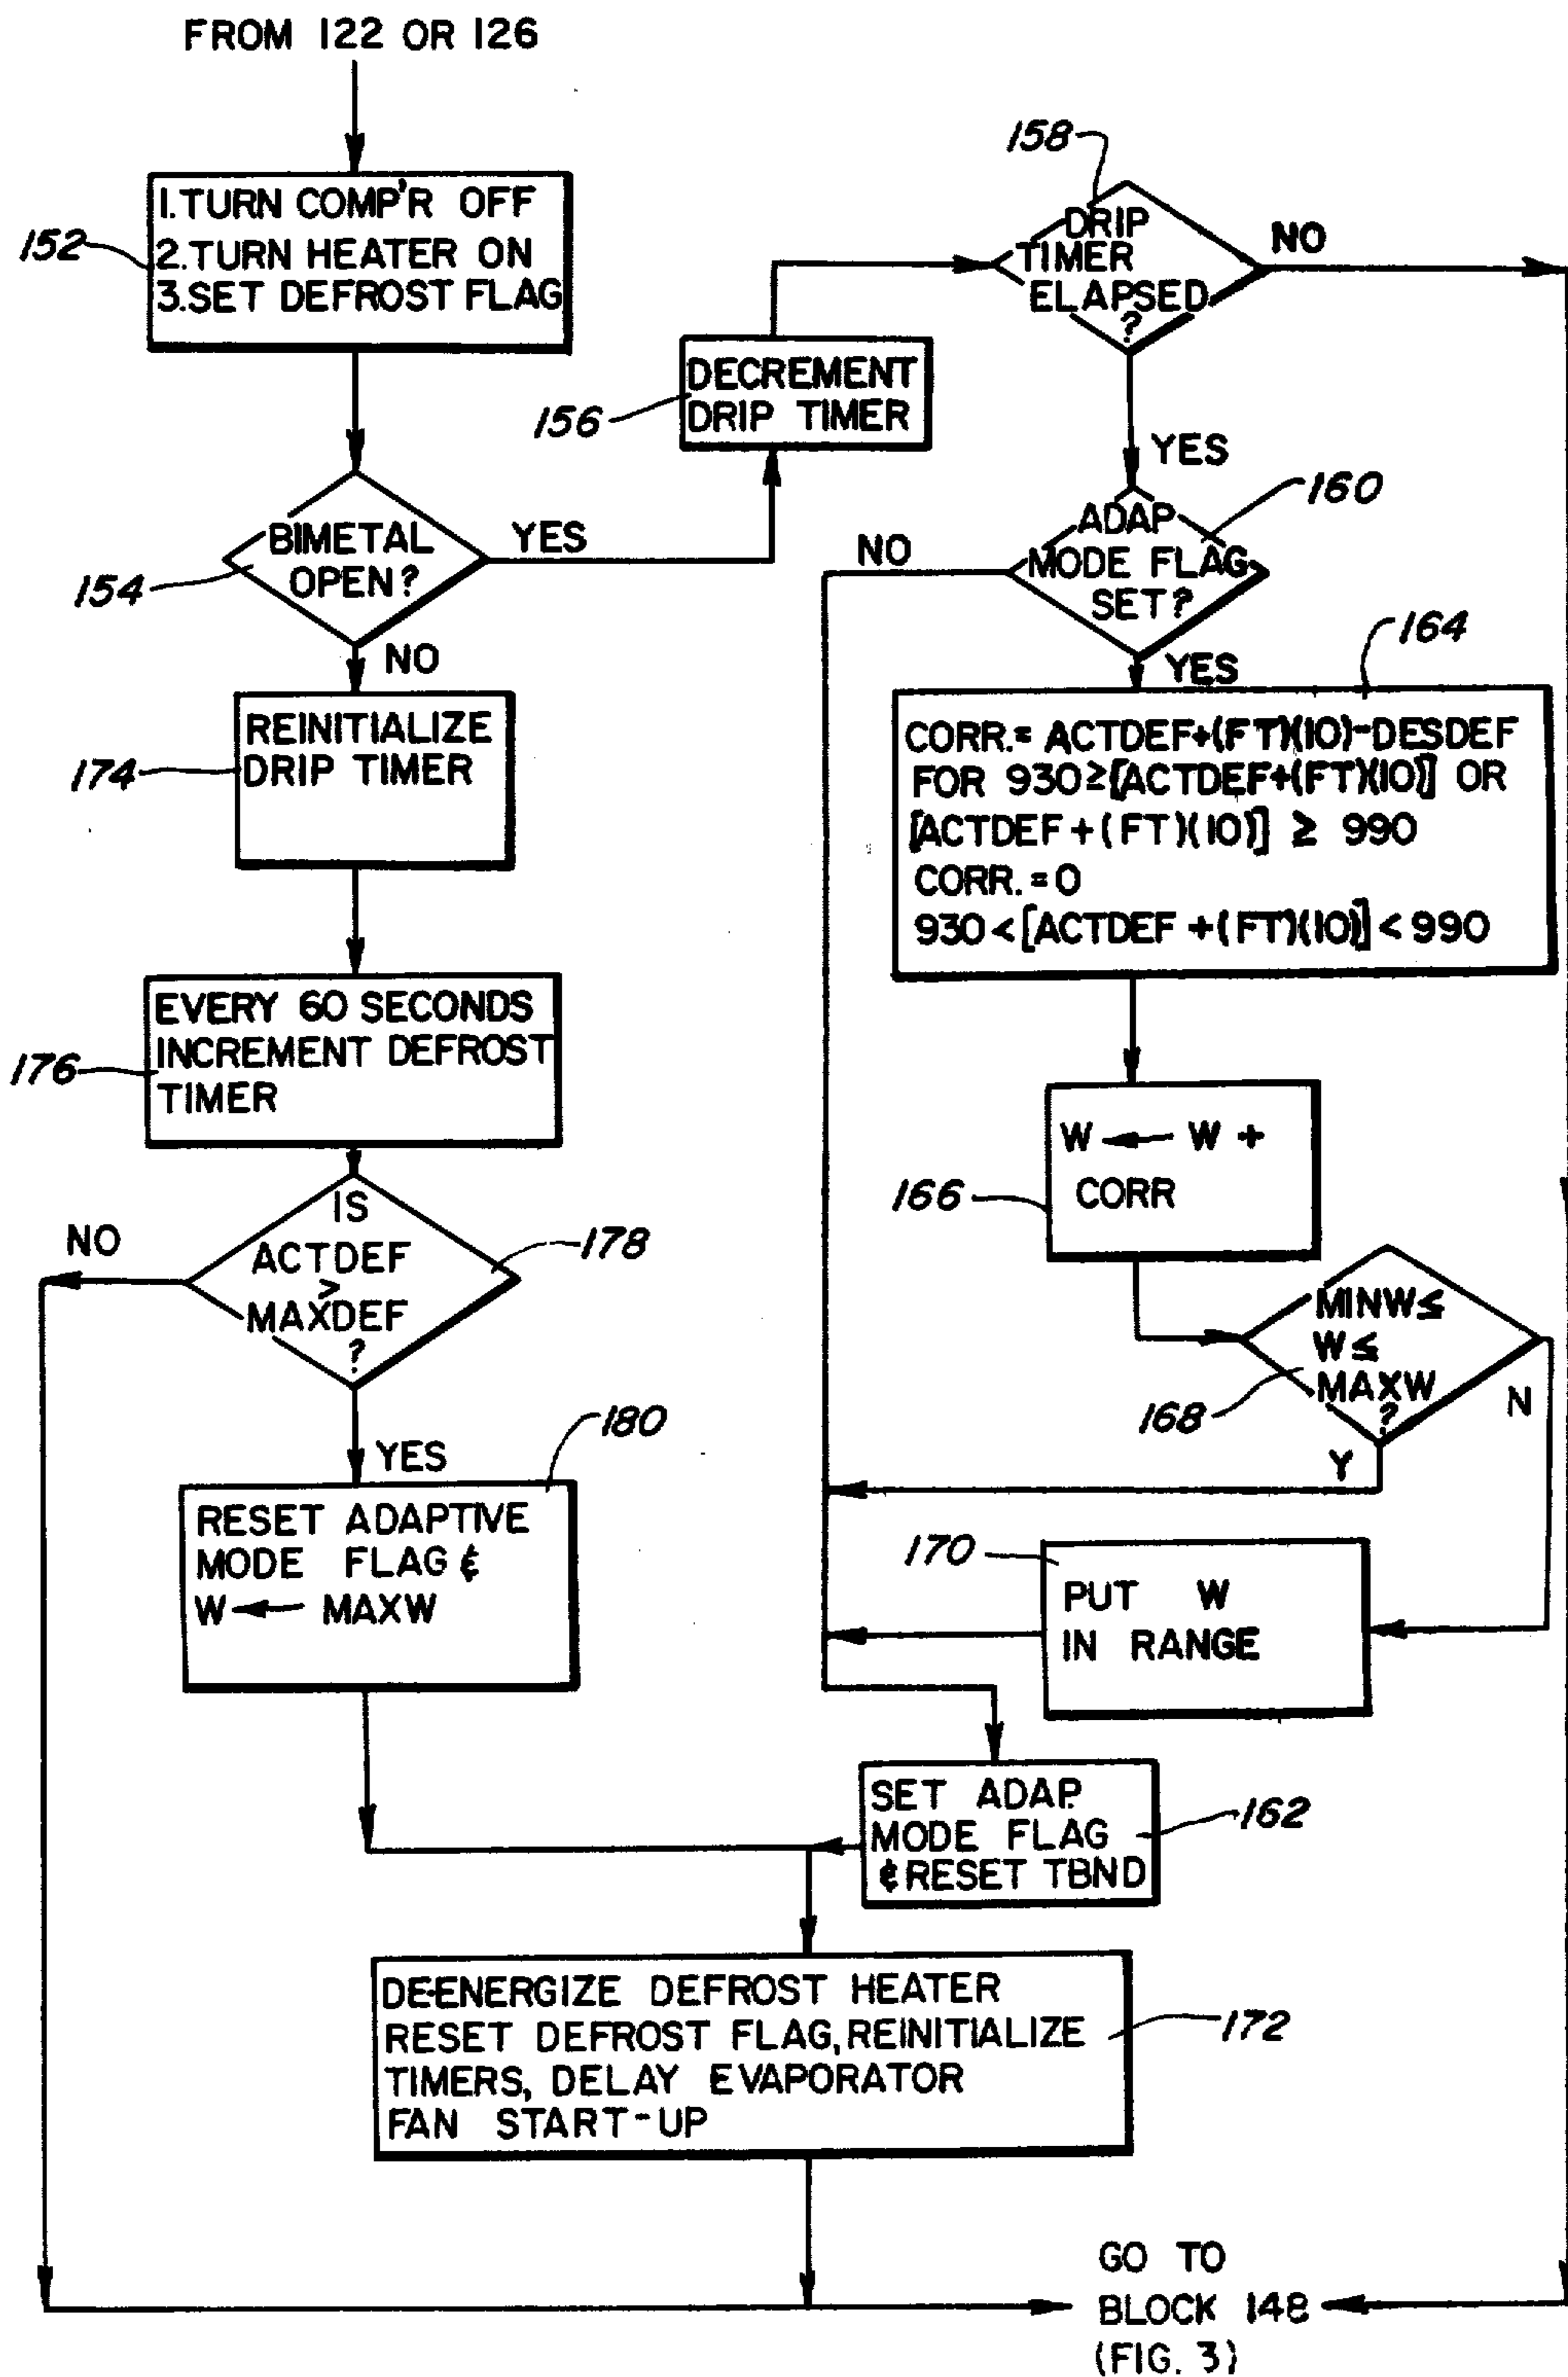 FROM 122 OR 126
152
1. TURN COMP'R OFF
2. TURN HEATER ON
3. SET DEFROST FLAG
154
BIMETAL
OPEN?
YES
NO
156
DECREMENT
DRIP TIMER
158
DRIP
TIMER
ELAPSED
?
NO
YES
160
ADAP
MODE FLAG
SET?
NO
YES
164
CORR.= ACTDEF+(FT)(10)-DESDEF
FOR 930≥[ACTDEF+(FT)(10)] OR
[ACTDEF+(FT)(10)] ≥ 990
CORR.=0
930<[ACTDEF+(FT)(10)]<990
174
REINITIALIZE
DRIP TIMER
176
EVERY 60 SECONDS
INCREMENT DEFROST
TIMER
166
W ← W +
CORR
178
IS
ACTDEF
>
MAXDEF
?
NO
YES
168
MINW≤
W≤
MAXW
?
N
Y
180
RESET ADAPTIVE
MODE FLAG &
W ← MAXW
170
PUT W
IN RANGE
162
SET ADAP.
MODE FLAG
& RESET TBND
172
DE-ENERGIZE DEFROST HEATER
RESET DEFROST FLAG, REINITIALIZE
TIMERS, DELAY EVAPORATOR
FAN START-UP
GO TO
BLOCK 148
(FIG. 3)